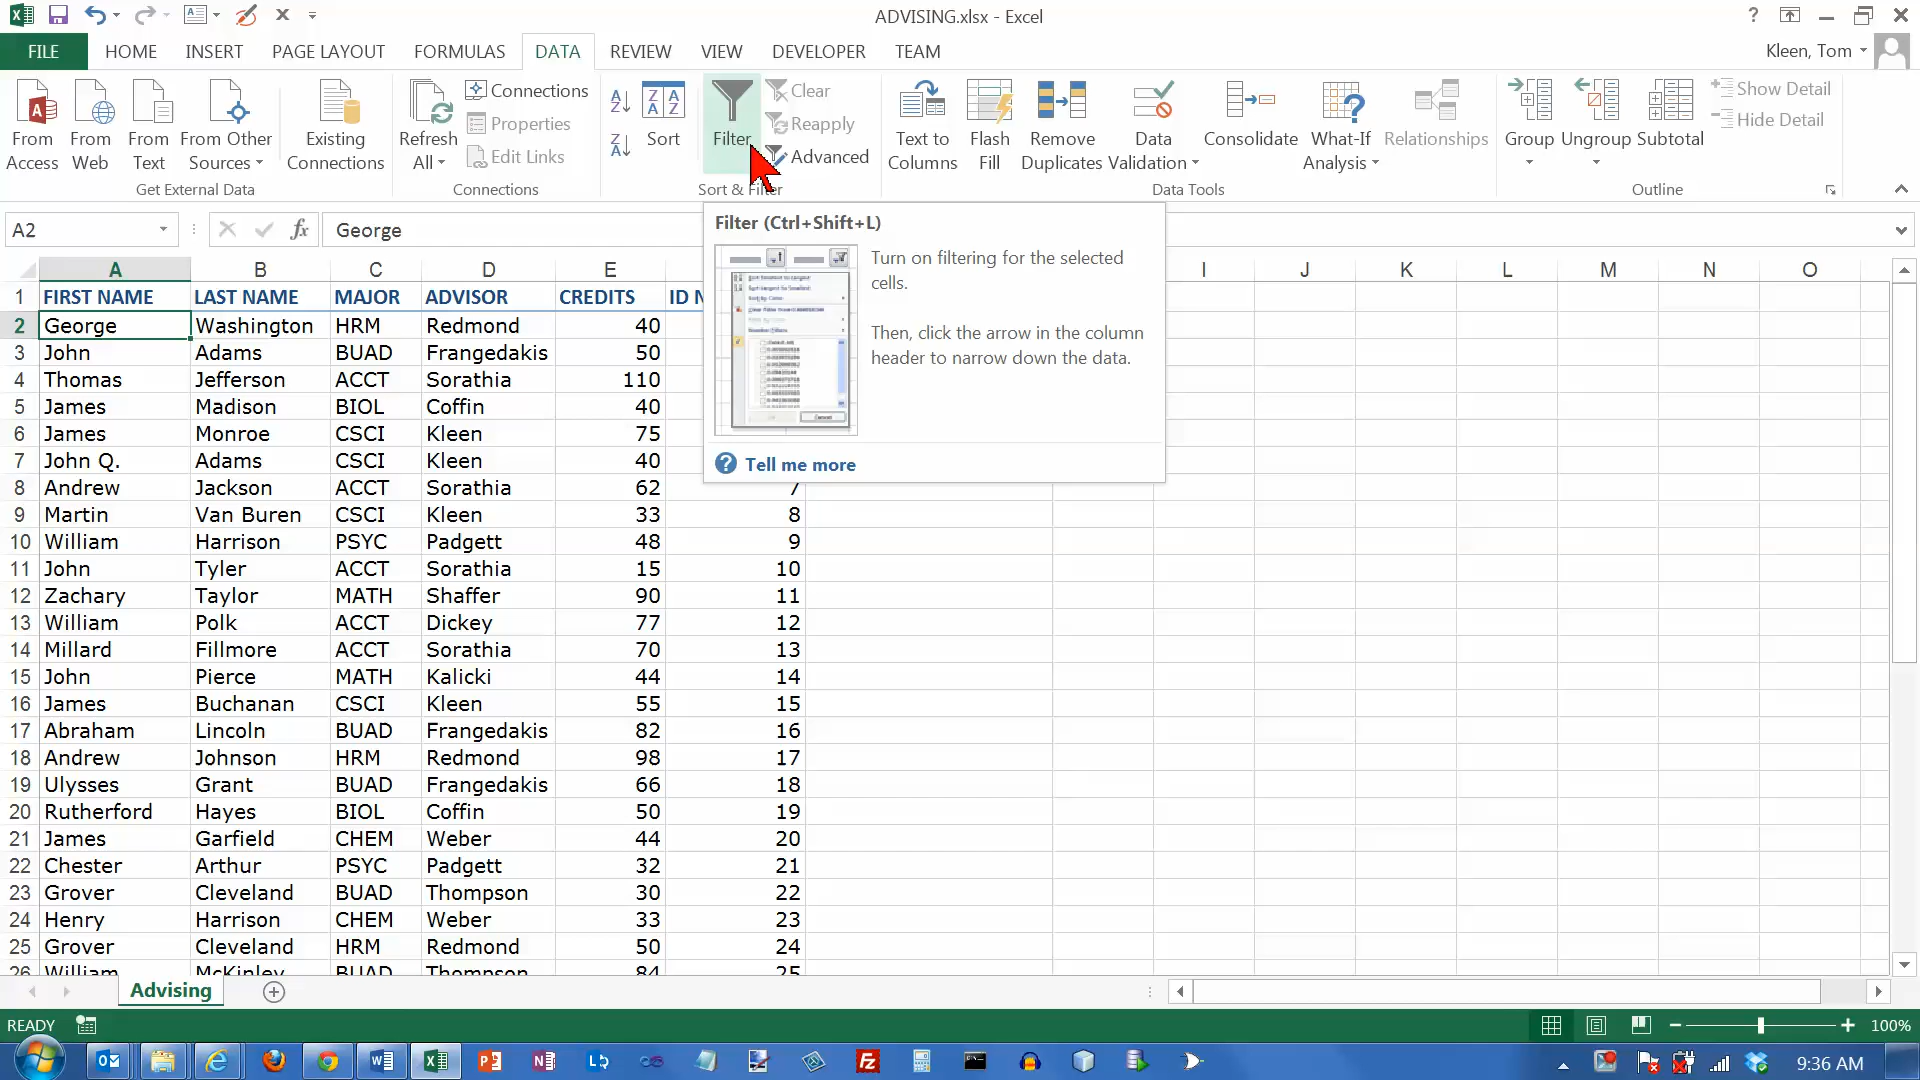 ADVISING.xlsx - Excel
FILE HOME INSERT PAGE LAYOUT FORMULAS DATA REVIEW VIEW DEVELOPER TEAM Kleen, Tom
From Access
From Web
From Text
From Other Sources
Existing Connections
Get External Data
Refresh All
Connections
Properties
Edit Links
Connections
Sort
Filter
Clear
Reapply
Advanced
Sort & Filter
Text to Columns
Flash Fill
Remove Duplicates
Data Validation
Consolidate
What-If Analysis
Relationships
Data Tools
Group
Ungroup
Subtotal
Show Detail
Hide Detail
Outline
A2 fx George
Filter (Ctrl+Shift+L)
Turn on filtering for the selected
cells.
Then, click the arrow in the column
header to narrow down the data.
Tell me more
A B C D E I J K L M N O
1 FIRST NAME LAST NAME MAJOR ADVISOR CREDITS ID
2 George Washington HRM Redmond 40
3 John Adams BUAD Frangedakis 50
4 Thomas Jefferson ACCT Sorathia 110
5 James Madison BIOL Coffin 40
6 James Monroe CSCI Kleen 75
7 John Q. Adams CSCI Kleen 40
8 Andrew Jackson ACCT Sorathia 62 7
9 Martin Van Buren CSCI Kleen 33 8
10 William Harrison PSYC Padgett 48 9
11 John Tyler ACCT Sorathia 15 10
12 Zachary Taylor MATH Shaffer 90 11
13 William Polk ACCT Dickey 77 12
14 Millard Fillmore ACCT Sorathia 70 13
15 John Pierce MATH Kalicki 44 14
16 James Buchanan CSCI Kleen 55 15
17 Abraham Lincoln BUAD Frangedakis 82 16
18 Andrew Johnson HRM Redmond 98 17
19 Ulysses Grant BUAD Frangedakis 66 18
20 Rutherford Hayes BIOL Coffin 50 19
21 James Garfield CHEM Weber 44 20
22 Chester Arthur PSYC Padgett 32 21
23 Grover Cleveland BUAD Thompson 30 22
24 Henry Harrison CHEM Weber 33 23
25 Grover Cleveland HRM Redmond 50 24
26 William McKinley BUAD Thompson 84 25
Advising
READY 100%
9:36 AM